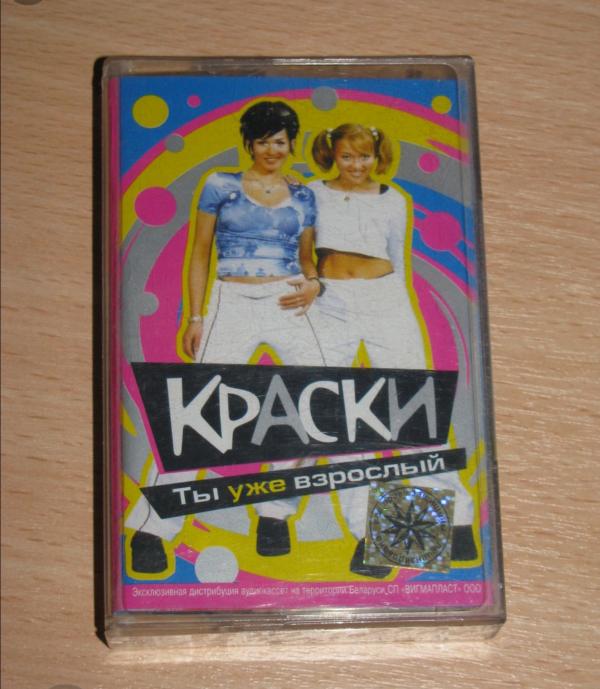 КРАСКИ
Ты уже взрослый
Эксклюзивная дистрибуция аудиокассет на территории Беларуси СП «ВИГМАПЛАСТ» ООО